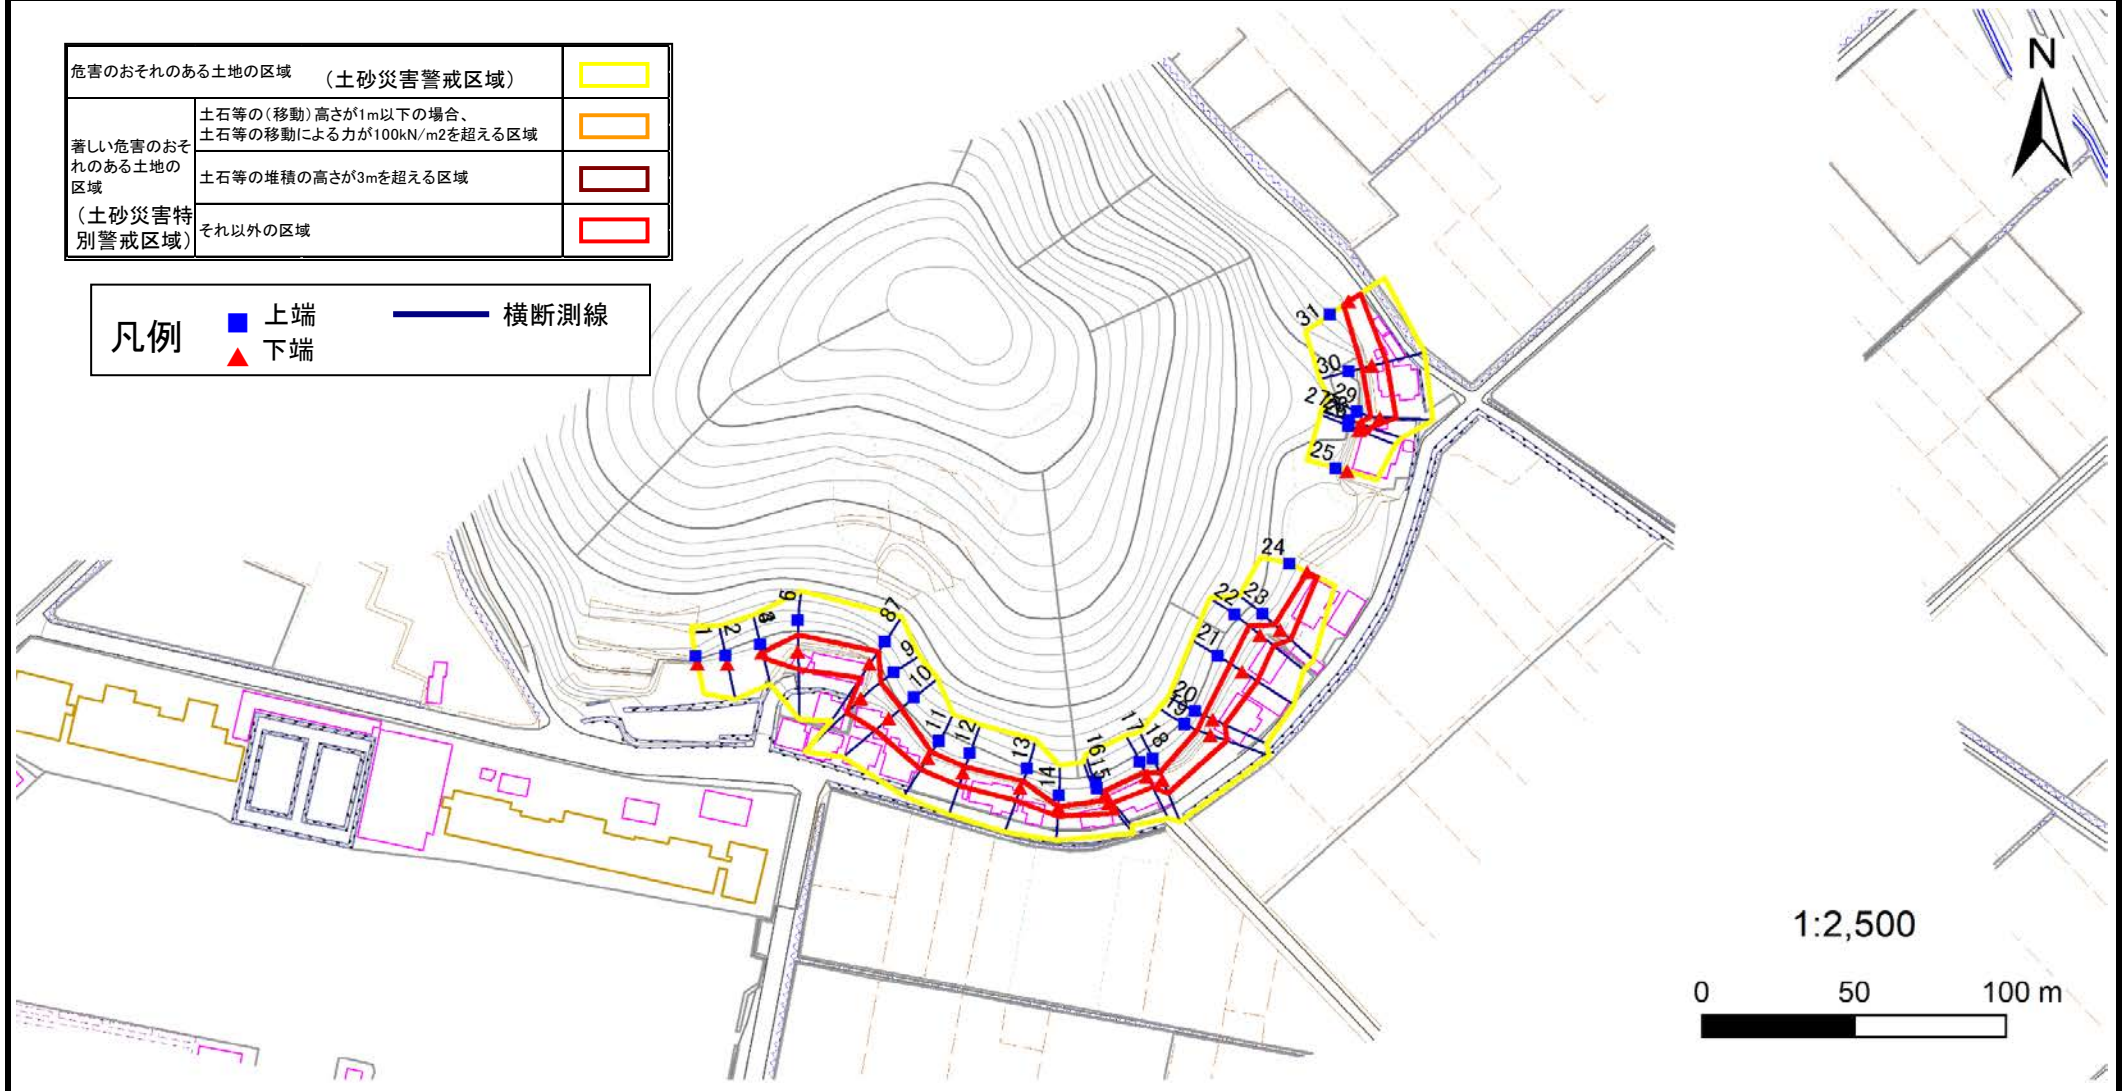 危害のおそれのある土地の区域 (土砂災害警戒区域)
著しい危害のおそ
れのある土地の
区域
(土砂災害特
別警戒区域)
土石等の(移動)高さが1m以下の場合、
土石等の移動による力が100kN/m2を超える区域
土石等の堆積の高さが3mを超える区域
それ以外の区域
凡例
上端
下端
横断測線
N
31
30
29
27
25
24
23
22
21
20
19
18
17
16
15
14
13
12
11
10
9
87
2
1
1:2,500
0 50 100 m